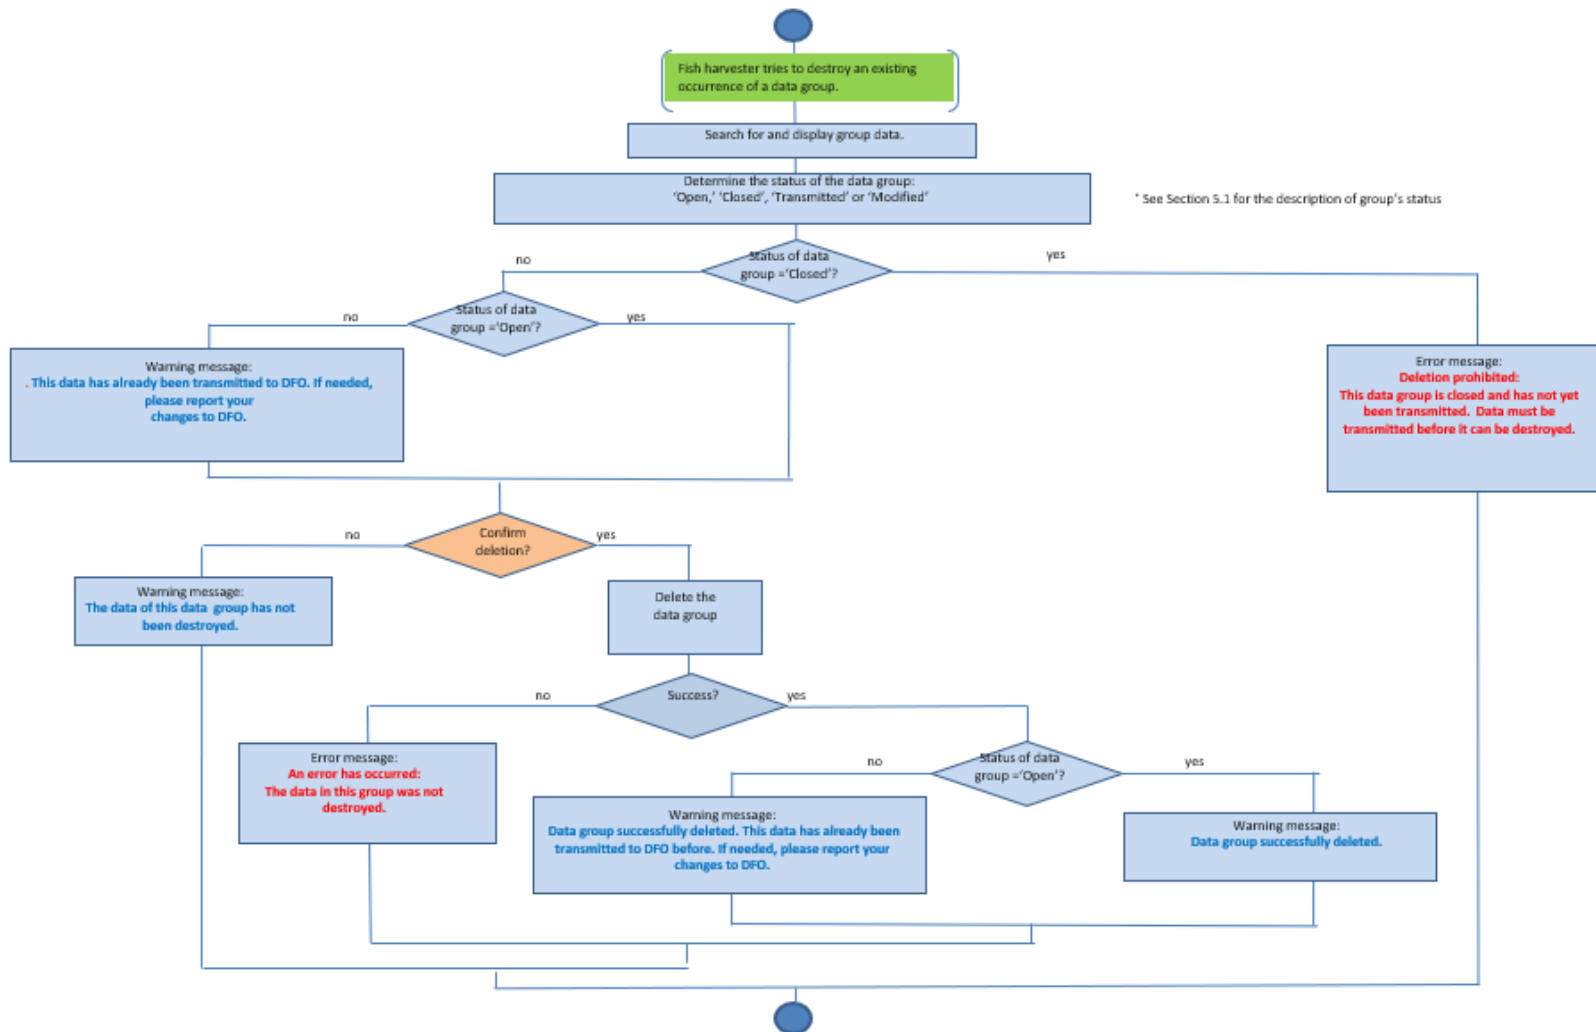 Fish harvester tries to destroy an existing
occurrence of a data group.
Search for and display group data.
Determine the status of the data group:
‘Open,’ ‘Closed’, ‘Transmitted’ or ‘Modified’
* See Section 5.1 for the description of group’s status
Status of data
group =‘Closed’?
no
yes
Status of data
group =‘Open’?
no
yes
Warning message:
. This data has already been transmitted to DFO. If needed,
please report your
changes to DFO.
Error message:
Deletion prohibited:
This data group is closed and has not yet
been transmitted. Data must be
transmitted before it can be destroyed.
Confirm
deletion?
no
yes
Warning message:
The data of this data group has not
been destroyed.
Delete the
data group
Success?
no
yes
Error message:
An error has occurred:
The data in this group was not
destroyed.
Status of data
group =‘Open’?
no
yes
Warning message:
Data group successfully deleted. This data has already been
transmitted to DFO before. If needed, please report your
changes to DFO.
Warning message:
Data group successfully deleted.